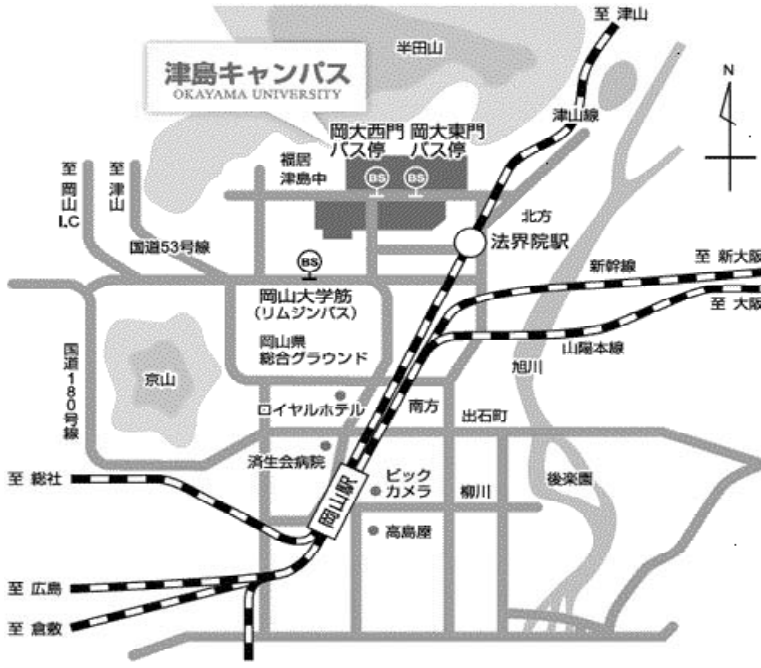 至 津山
半田山
津島キャンパス
OKAYAMA UNIVERSITY
N
津山線
岡大西門
バス停
岡大東門
バス停
福居
津島中
BS
BS
至 岡山 I.C
至 津山
北方
国道53号線
法界院駅
BS
新幹線
至 新大阪
岡山大学筋
(リムジンバス)
至 大阪
岡山県
総合グラウンド
山陽本線
国道180号線
京山
旭川
ロイヤルホテル
南方
出石町
済生会病院
至 総社
ビック
カメラ
柳川
後楽園
岡山駅
高島屋
至 広島
至 倉敷